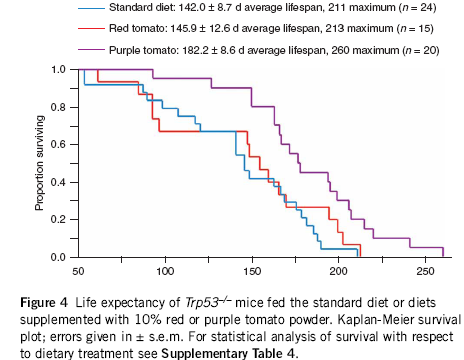 Standard diet: 142.0 ± 8.7 d average lifespan, 211 maximum (n = 24)
Red tomato: 145.9 ± 12.6 d average lifespan, 213 maximum (n = 15)
Purple tomato: 182.2 ± 8.6 d average lifespan, 260 maximum (n = 20)
1.0
0.8
0.6
0.4
0.2
0.0
Proportion surviving
50
100
150
200
250
Figure 4 Life expectancy of Trp53–/– mice fed the standard diet or diets
supplemented with 10% red or purple tomato powder. Kaplan-Meier survival
plot; errors given in ± s.e.m. For statistical analysis of survival with respect
to dietary treatment see Supplementary Table 4.